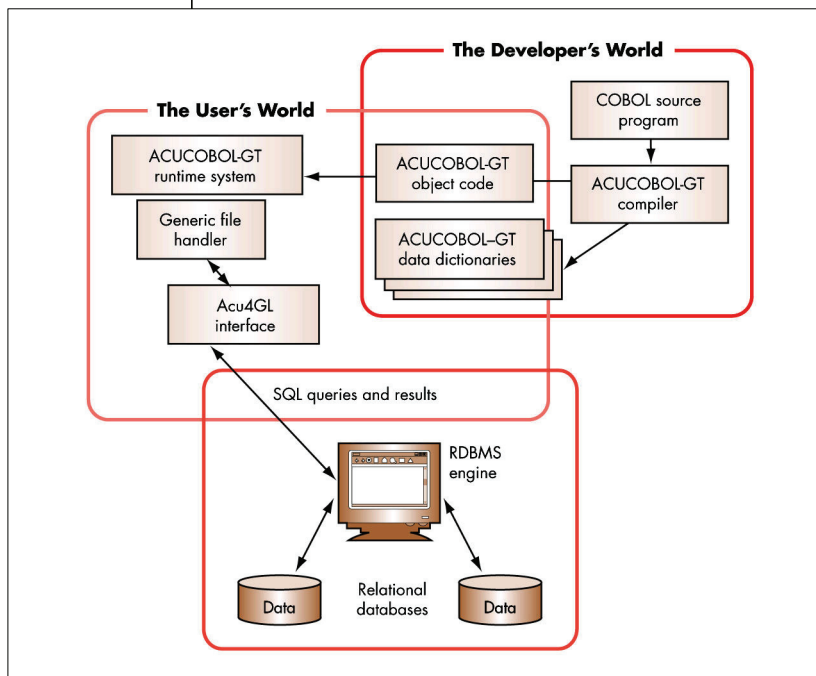 The Developer's World
COBOL source
program
The User's World
ACUCOBOL-GT
runtime system
ACUCOBOL-GT
object code
ACUCOBOL-GT
compiler
Generic file
handler
ACUCOBOL–GT
data dictionaries
Acu4GL
interface
SQL queries and results
RDBMS
engine
Relational
databases
Data
Data